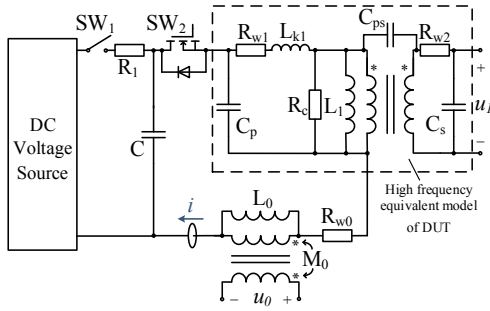 SW1
SW2
R1
C
DC
Voltage
Source
Cp
Rw1
Lk1
Rc
L1
*
*
Cps
Rw2
Cs
+
u1
−
High frequency
equivalent model
of DUT
i
L0
*
M0
*
Rw0
− u0 +